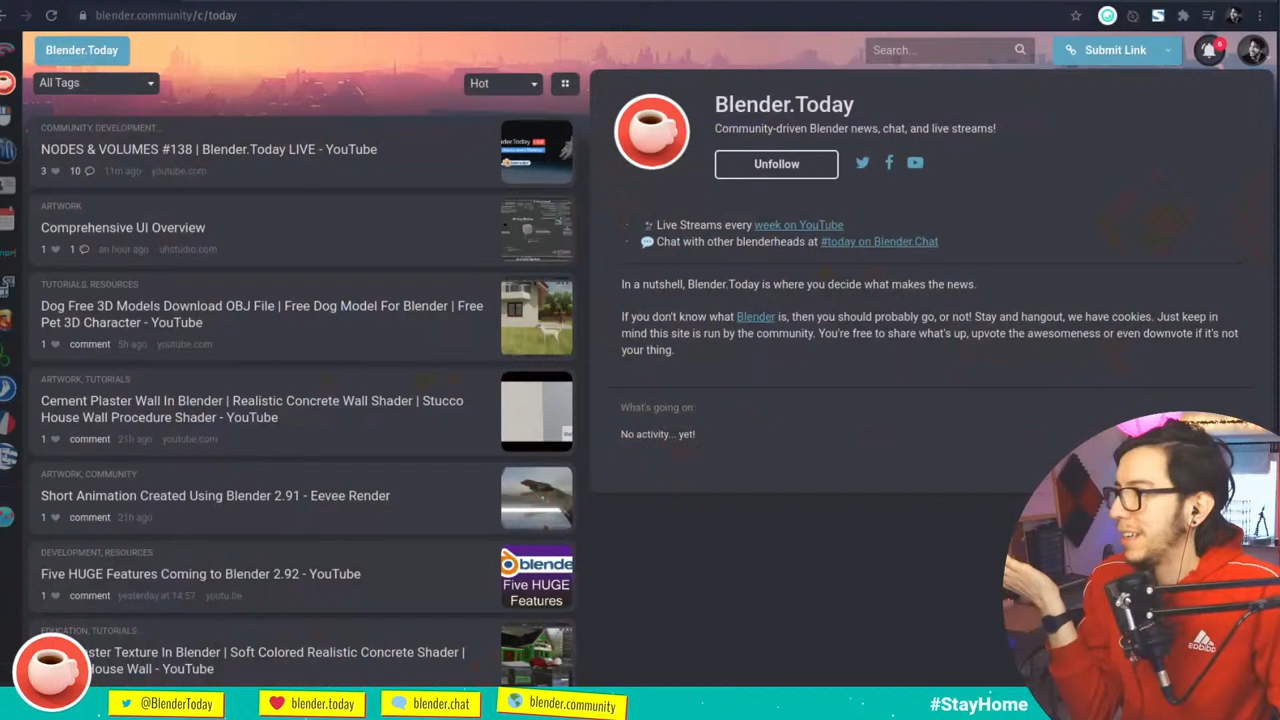 blender.community/c/today
Blender.Today
Search...
Submit Link
6
All Tags
Hot
COMMUNITY, DEVELOPMENT...
NODES & VOLUMES #138 | Blender.Today LIVE - YouTube
3 10 11m ago youtube.com
ARTWORK
Comprehensive UI Overview
1 1 an hour ago uhstudio.com
TUTORIALS, RESOURCES
Dog Free 3D Models Download OBJ File | Free Dog Model For Blender | Free
Pet 3D Character - YouTube
1 comment 5h ago youtube.com
ARTWORK, TUTORIALS
Cement Plaster Wall In Blender | Realistic Concrete Wall Shader | Stucco
House Wall Procedure Shader - YouTube
1 comment 21h ago youtube.com
ARTWORK, COMMUNITY
Short Animation Created Using Blender 2.91 - Eevee Render
1 comment 21h ago
DEVELOPMENT, RESOURCES
Five HUGE Features Coming to Blender 2.92 - YouTube
1 comment yesterday at 14:57 youtu.be
blende
Five HUGE
Features
EDUCATION, TUTORIALS...
ster Texture In Blender | Soft Colored Realistic Concrete Shader |
House Wall - YouTube
Blender.Today
Community-driven Blender news, chat, and live streams!
Unfollow
Live Streams every week on YouTube
Chat with other blenderheads at #today on Blender.Chat
In a nutshell, Blender.Today is where you decide what makes the news.
If you don't know what Blender is, then you should probably go, or not! Stay and hangout, we have cookies. Just keep in
mind this site is run by the community. You're free to share what's up, upvote the awesomeness or even downvote if it's not
your thing.
What's going on:
No activity... yet!
@BlenderToday
blender.today
blender.chat
blender.community
#StayHome